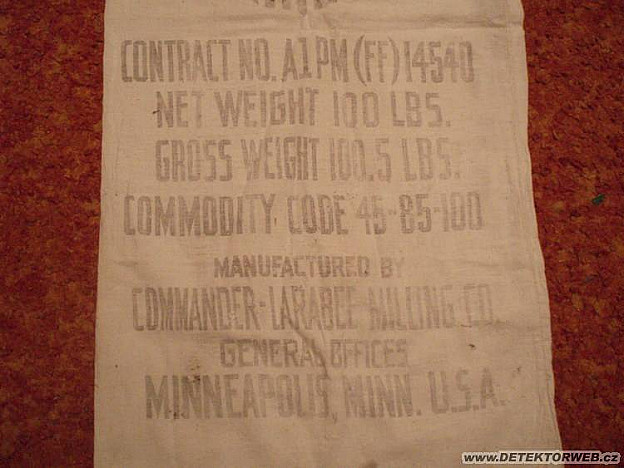 CONTRACT NO. A1PM(FF)14540
NET WEIGHT 100 LBS.
GROSS WEIGHT 100.5 LBS.
COMMODITY CODE 45-85-100
MANUFACTURED BY
COMMANDER-LARABEE-MILLING CO.
GENERAL OFFICES
MINNEAPOLIS, MINN. U.S.A.
www.DETEKTORWEB.cz